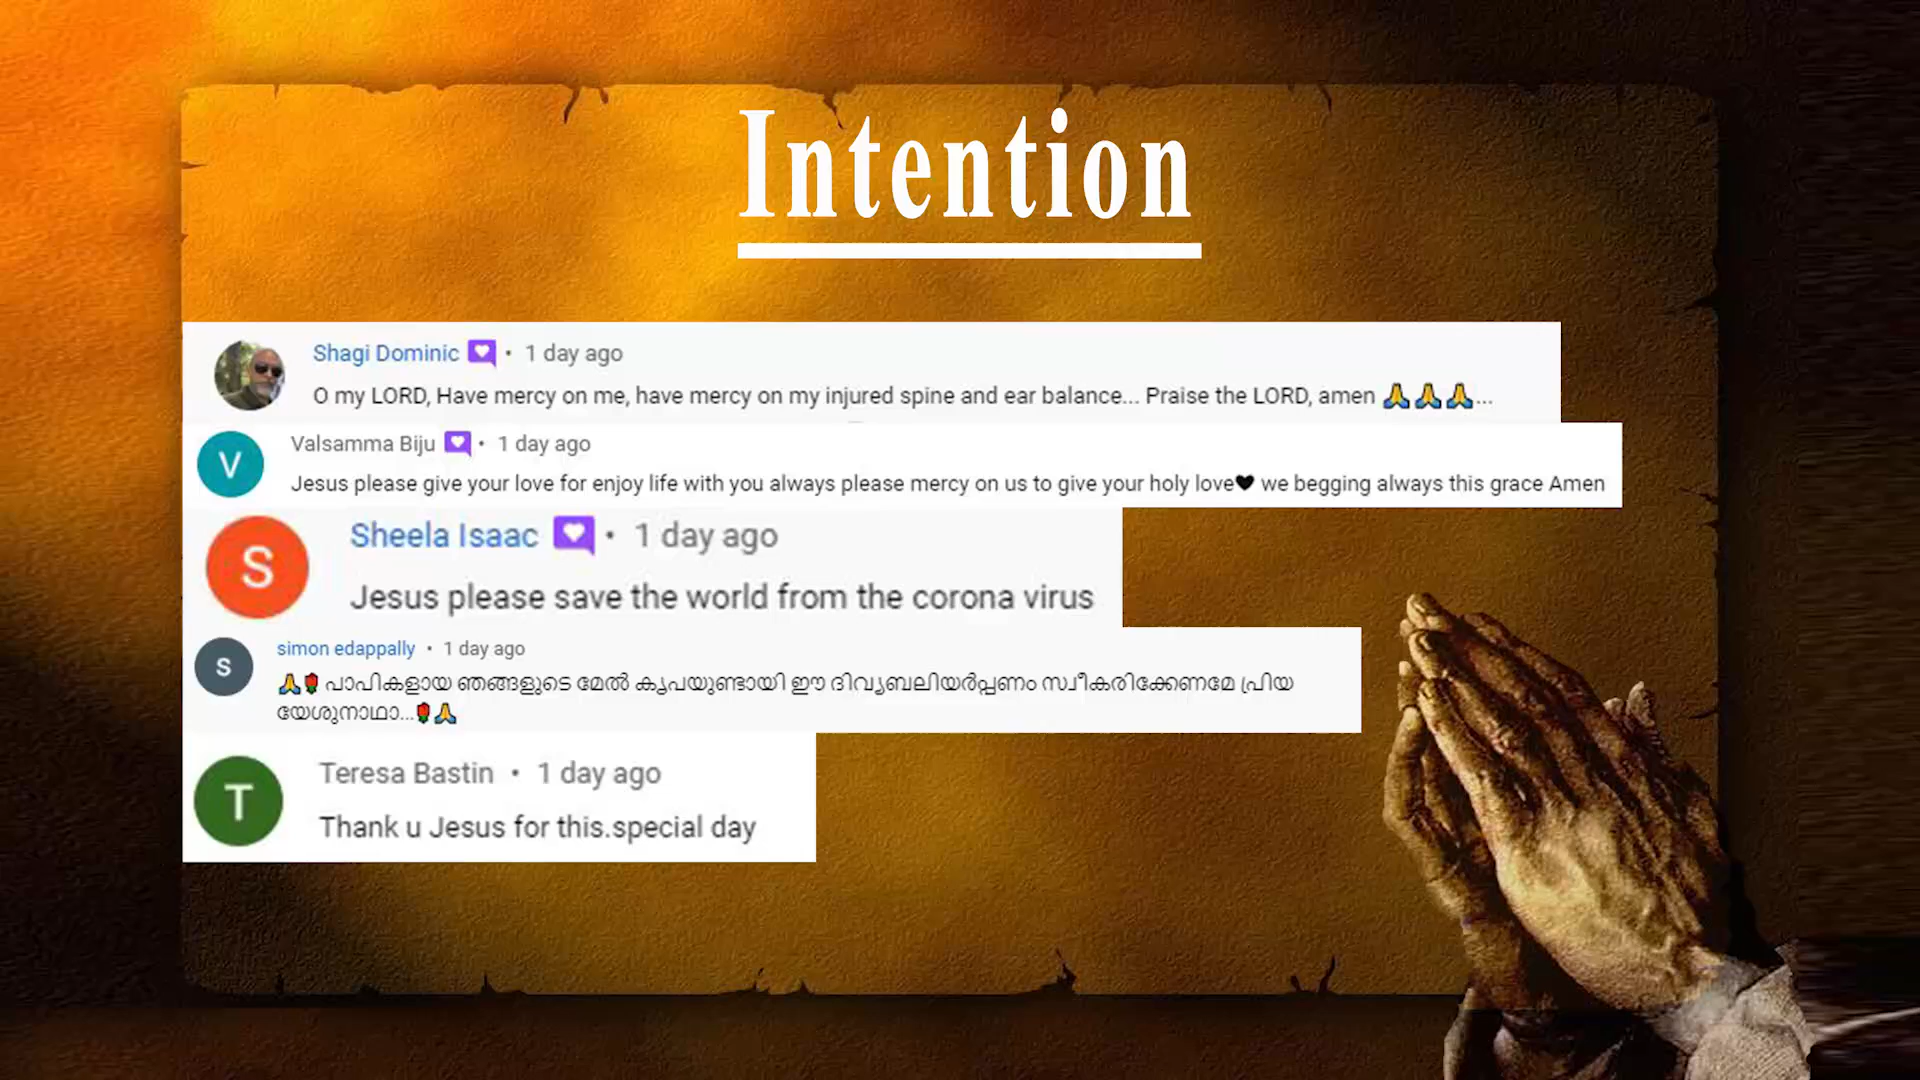 Intention
Shagi Dominic • 1 day ago
O my LORD, Have mercy on me, have mercy on my injured spine and ear balance... Praise the LORD, amen 🙏🙏🙏...
V
Valsamma Biju • 1 day ago
Jesus please give your love for enjoy life with you always please mercy on us to give your holy love🖤 we begging always this grace Amen
S
Sheela Isaac • 1 day ago
Jesus please save the world from the corona virus
s
simon edappally • 1 day ago
🙏🌹പാപികളായ ഞങ്ങളുടെ മേൽ കൃപയുണ്ടായി ഈ ദിവ്യബലിയർപ്പണം സ്വീകരിക്കേണമേ പ്രിയ
യേശുനാഥാ...🌹🙏
T
Teresa Bastin • 1 day ago
Thank u Jesus for this.special day